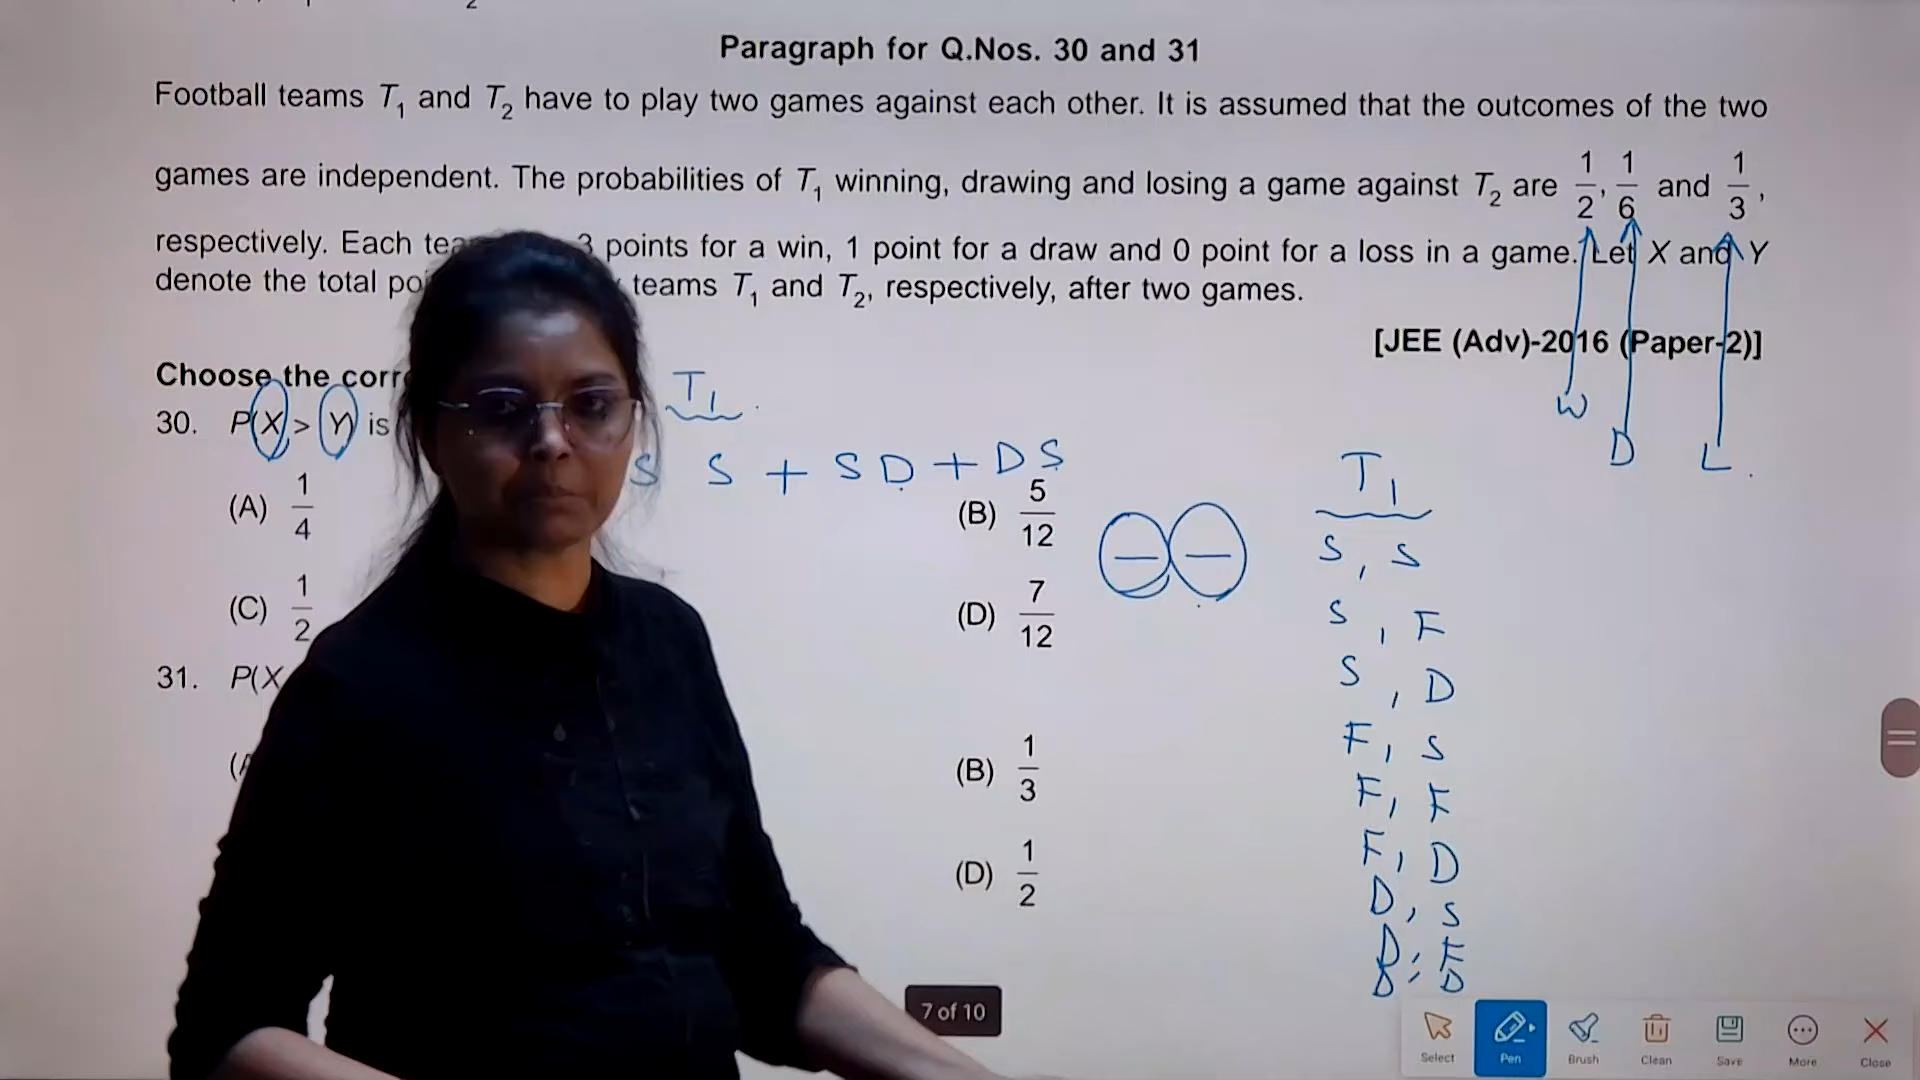 Paragraph for Q.Nos. 30 and 31
Football teams T1 and T2 have to play two games against each other. It is assumed that the outcomes of the two
games are independent. The probabilities of T1 winning, drawing and losing a game against T2 are 1/2, 1/6 and 1/3,
respectively. Each 3 points for a win, 1 point for a draw and 0 point for a loss in a game. Let X and Y
denote the total teams T1 and T2, respectively, after two games.
[JEE (Adv)-2016 (Paper-2)]
Choose the
W
D
L
30. P(X > Y) is
T1
S S + SD + DS
(A) 1/4
(B) 5/12
(C) 1/2
(D) 7/12
31. P(X
(B) 1/3
(D) 1/2
T1
S, S
S, F
S, D
F, S
F, F
F, D
D, S
D, F
D, D
7 of 10
Select
Pen
Brush
Clean
Save
More
Close